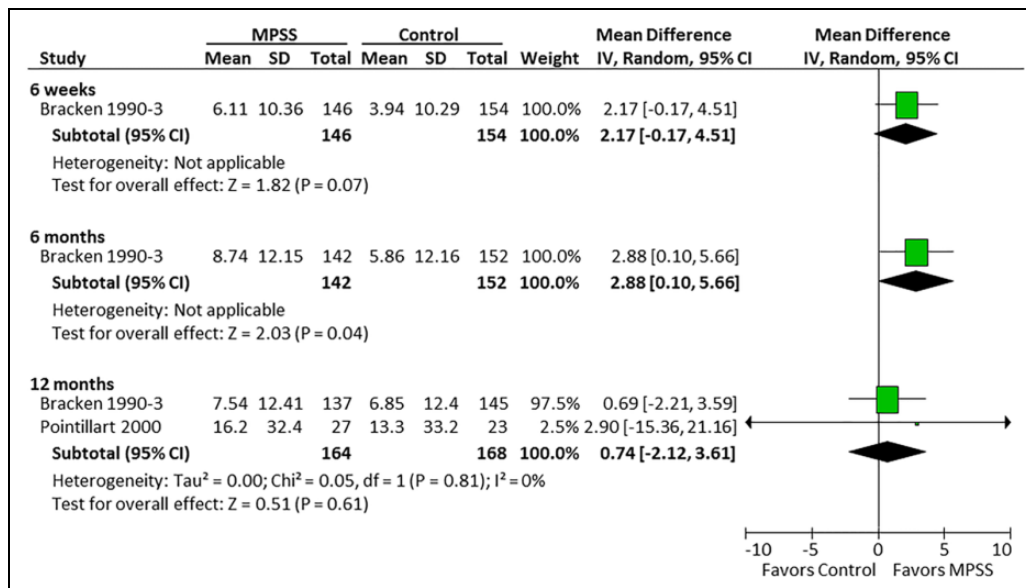 MPSS Control Mean Difference Mean Difference
Study Mean SD Total Mean SD Total Weight IV, Random, 95% CI IV, Random, 95% CI
6 weeks
Bracken 1990-3 6.11 10.36 146 3.94 10.29 154 100.0% 2.17 [-0.17, 4.51]
Subtotal (95% CI) 146 154 100.0% 2.17 [-0.17, 4.51]
Heterogeneity: Not applicable
Test for overall effect: Z = 1.82 (P = 0.07)
6 months
Bracken 1990-3 8.74 12.15 142 5.86 12.16 152 100.0% 2.88 [0.10, 5.66]
Subtotal (95% CI) 142 152 100.0% 2.88 [0.10, 5.66]
Heterogeneity: Not applicable
Test for overall effect: Z = 2.03 (P = 0.04)
12 months
Bracken 1990-3 7.54 12.41 137 6.85 12.4 145 97.5% 0.69 [-2.21, 3.59]
Pointillart 2000 16.2 32.4 27 13.3 33.2 23 2.5% 2.90 [-15.36, 21.16]
Subtotal (95% CI) 164 168 100.0% 0.74 [-2.12, 3.61]
Heterogeneity: Tau² = 0.00; Chi² = 0.05, df = 1 (P = 0.81); I² = 0%
Test for overall effect: Z = 0.51 (P = 0.61)
-10 -5 0 5 10
Favors Control Favors MPSS